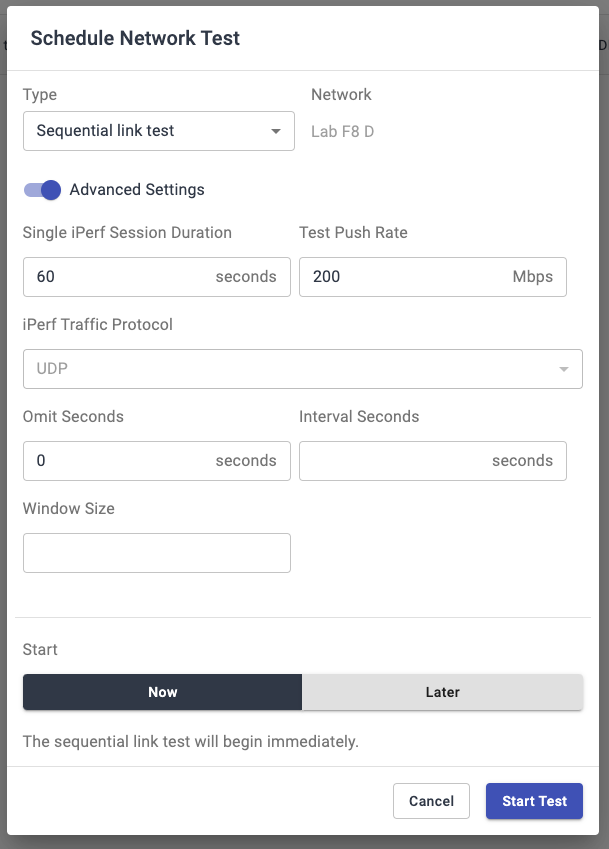 Schedule Network Test
Type
Network
Sequential link test
Lab F8 D
Advanced Settings
Single iPerf Session Duration
Test Push Rate
60 seconds
200 Mbps
iPerf Traffic Protocol
UDP
Omit Seconds
Interval Seconds
0 seconds
seconds
Window Size
Start
Now
Later
The sequential link test will begin immediately.
Cancel
Start Test